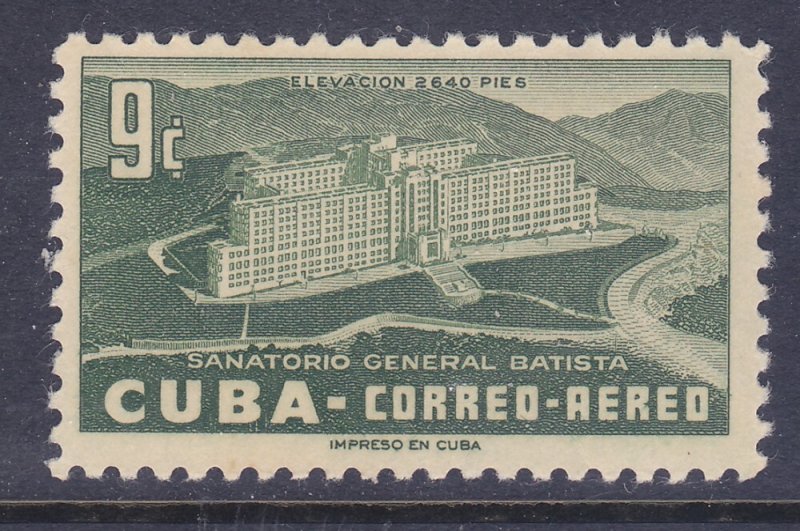 ELEVACION 2640 PIES
9¢
SANATORIO GENERAL BATISTA
CUBA-CORREO-AEREO
IMPRESO EN CUBA